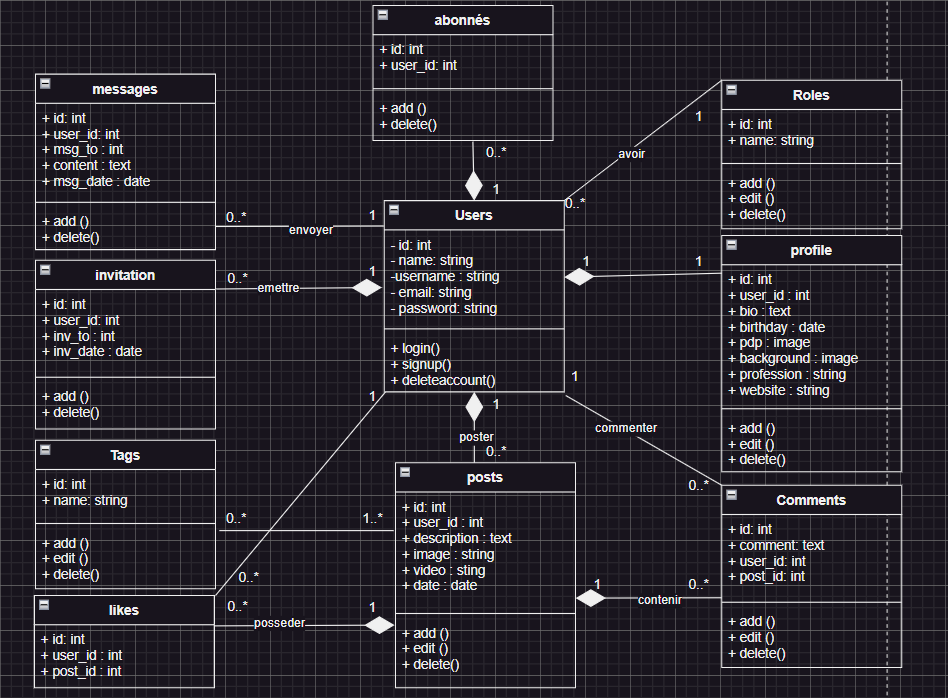 abonnés
+ id: int
+ user_id: int
+ add ()
+ delete()
0..*
1
messages
+ id: int
+ user_id: int
+ msg_to : int
+ content : text
+ msg_date : date
+ add ()
+ delete()
0..*
envoyer
1
Roles
+ id: int
+ name: string
+ add ()
+ edit ()
+ delete()
1
avoir
0..*
Users
- id: int
- name: string
-username : string
- email: string
- password: string
+ login()
+ signup()
+ deleteaccount()
invitation
+ id: int
+ user_id: int
+ inv_to : int
+ inv_date : date
+ add ()
+ delete()
0..*
emettre
1
profile
+ id: int
+ user_id : int
+ bio : text
+ birthday : date
+ pdp : image
+ background : image
+ profession : string
+ website : string
+ add ()
+ edit ()
+ delete()
1
1
1
commenter
0..*
1
1
poster
0..*
Tags
+ id: int
+ name: string
+ add ()
+ edit ()
+ delete()
0..*
1..*
0..*
posts
+ id: int
+ user_id : int
+ description : text
+ image : string
+ video : sting
+ date : date
+ add ()
+ edit ()
+ delete()
Comments
+ id: int
+ comment: text
+ user_id: int
+ post_id: int
+ add ()
+ edit ()
+ delete()
1
contenir
0..*
likes
+ id: int
+ user_id : int
+ post_id : int
0..*
posseder
1